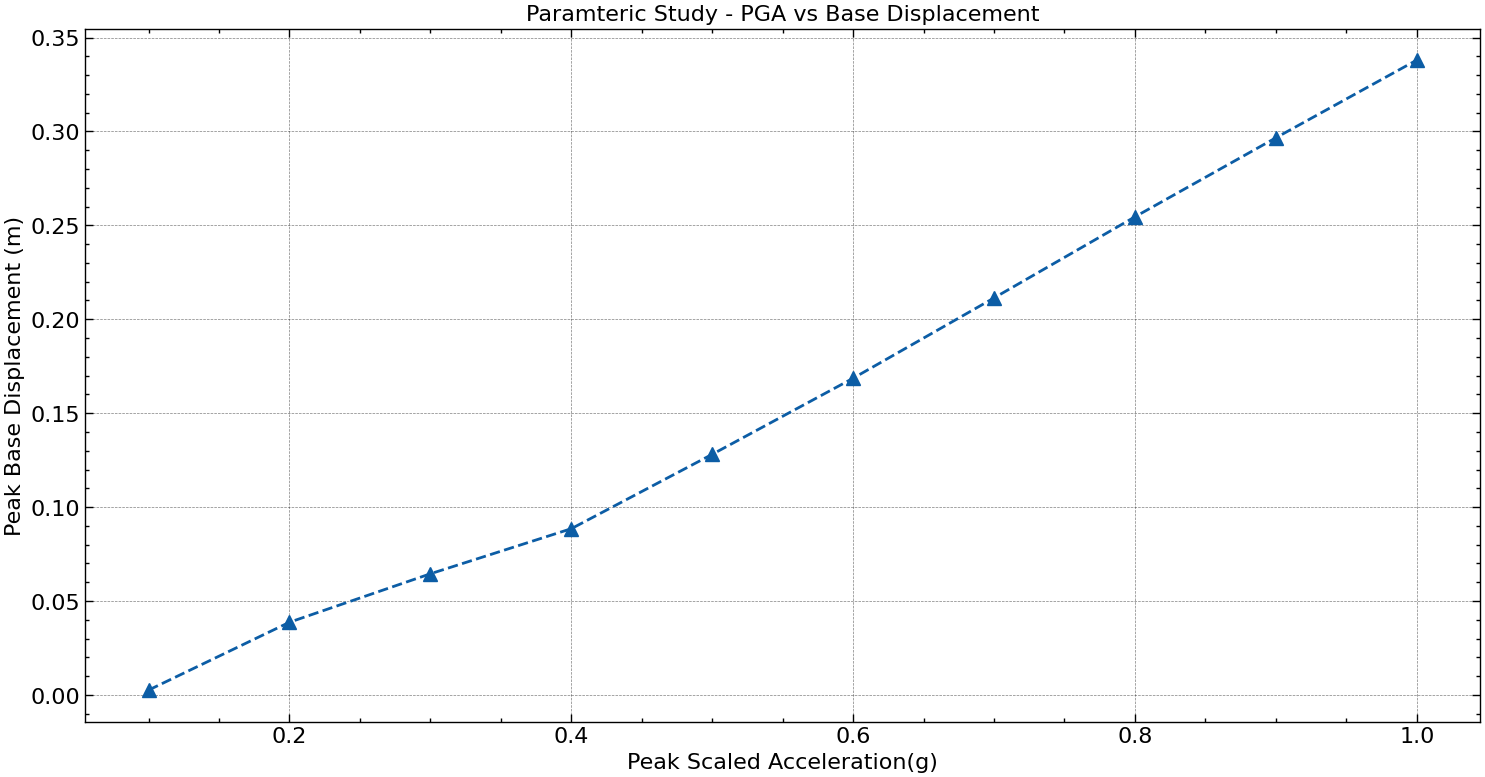 Paramteric Study - PGA vs Base Displacement
0.35
0.30
0.25
0.20
0.15
0.10
0.05
0.00
Peak Base Displacement (m)
0.2 0.4 0.6 0.8 1.0
Peak Scaled Acceleration(g)